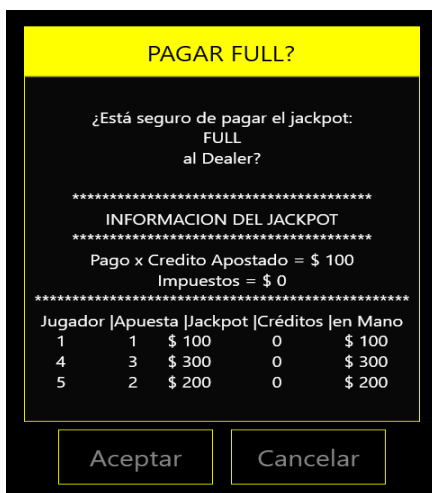 PAGAR FULL?
¿Está seguro de pagar el jackpot:
FULL
al Dealer?
****************************************
INFORMACION DEL JACKPOT
****************************************
Pago x Credito Apostado = $ 100
Impuestos = $ 0
**************************************************
Jugador |Apuesta |Jackpot |Créditos |en Mano
1 1 $ 100 0 $ 100
4 3 $ 300 0 $ 300
5 2 $ 200 0 $ 200
Aceptar Cancelar